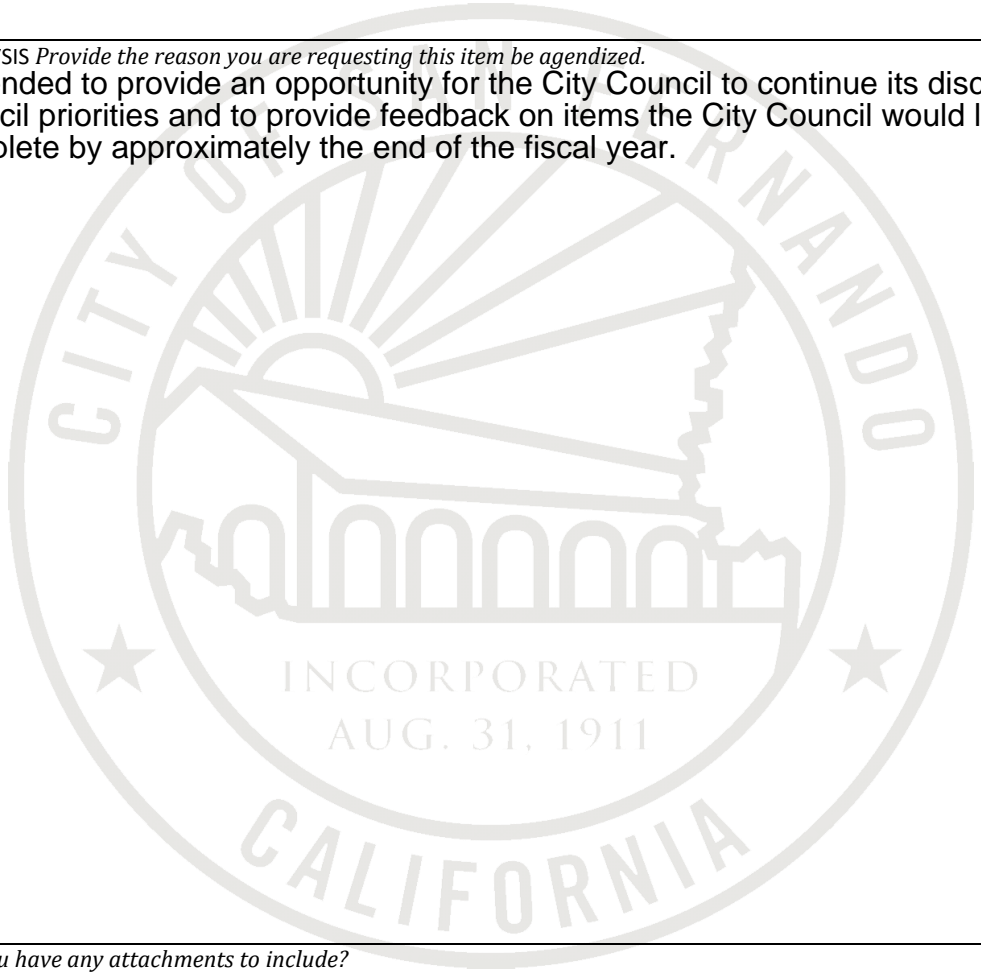 YSIS Provide the reason you are requesting this item be agendized.
nded to provide an opportunity for the City Council to continue its disc
cil priorities and to provide feedback on items the City Council would l
plete by approximately the end of the fiscal year.
CITY OF SAN FERNANDO
INCORPORATED
AUG. 31, 1911
CALIFORNIA
u have any attachments to include?